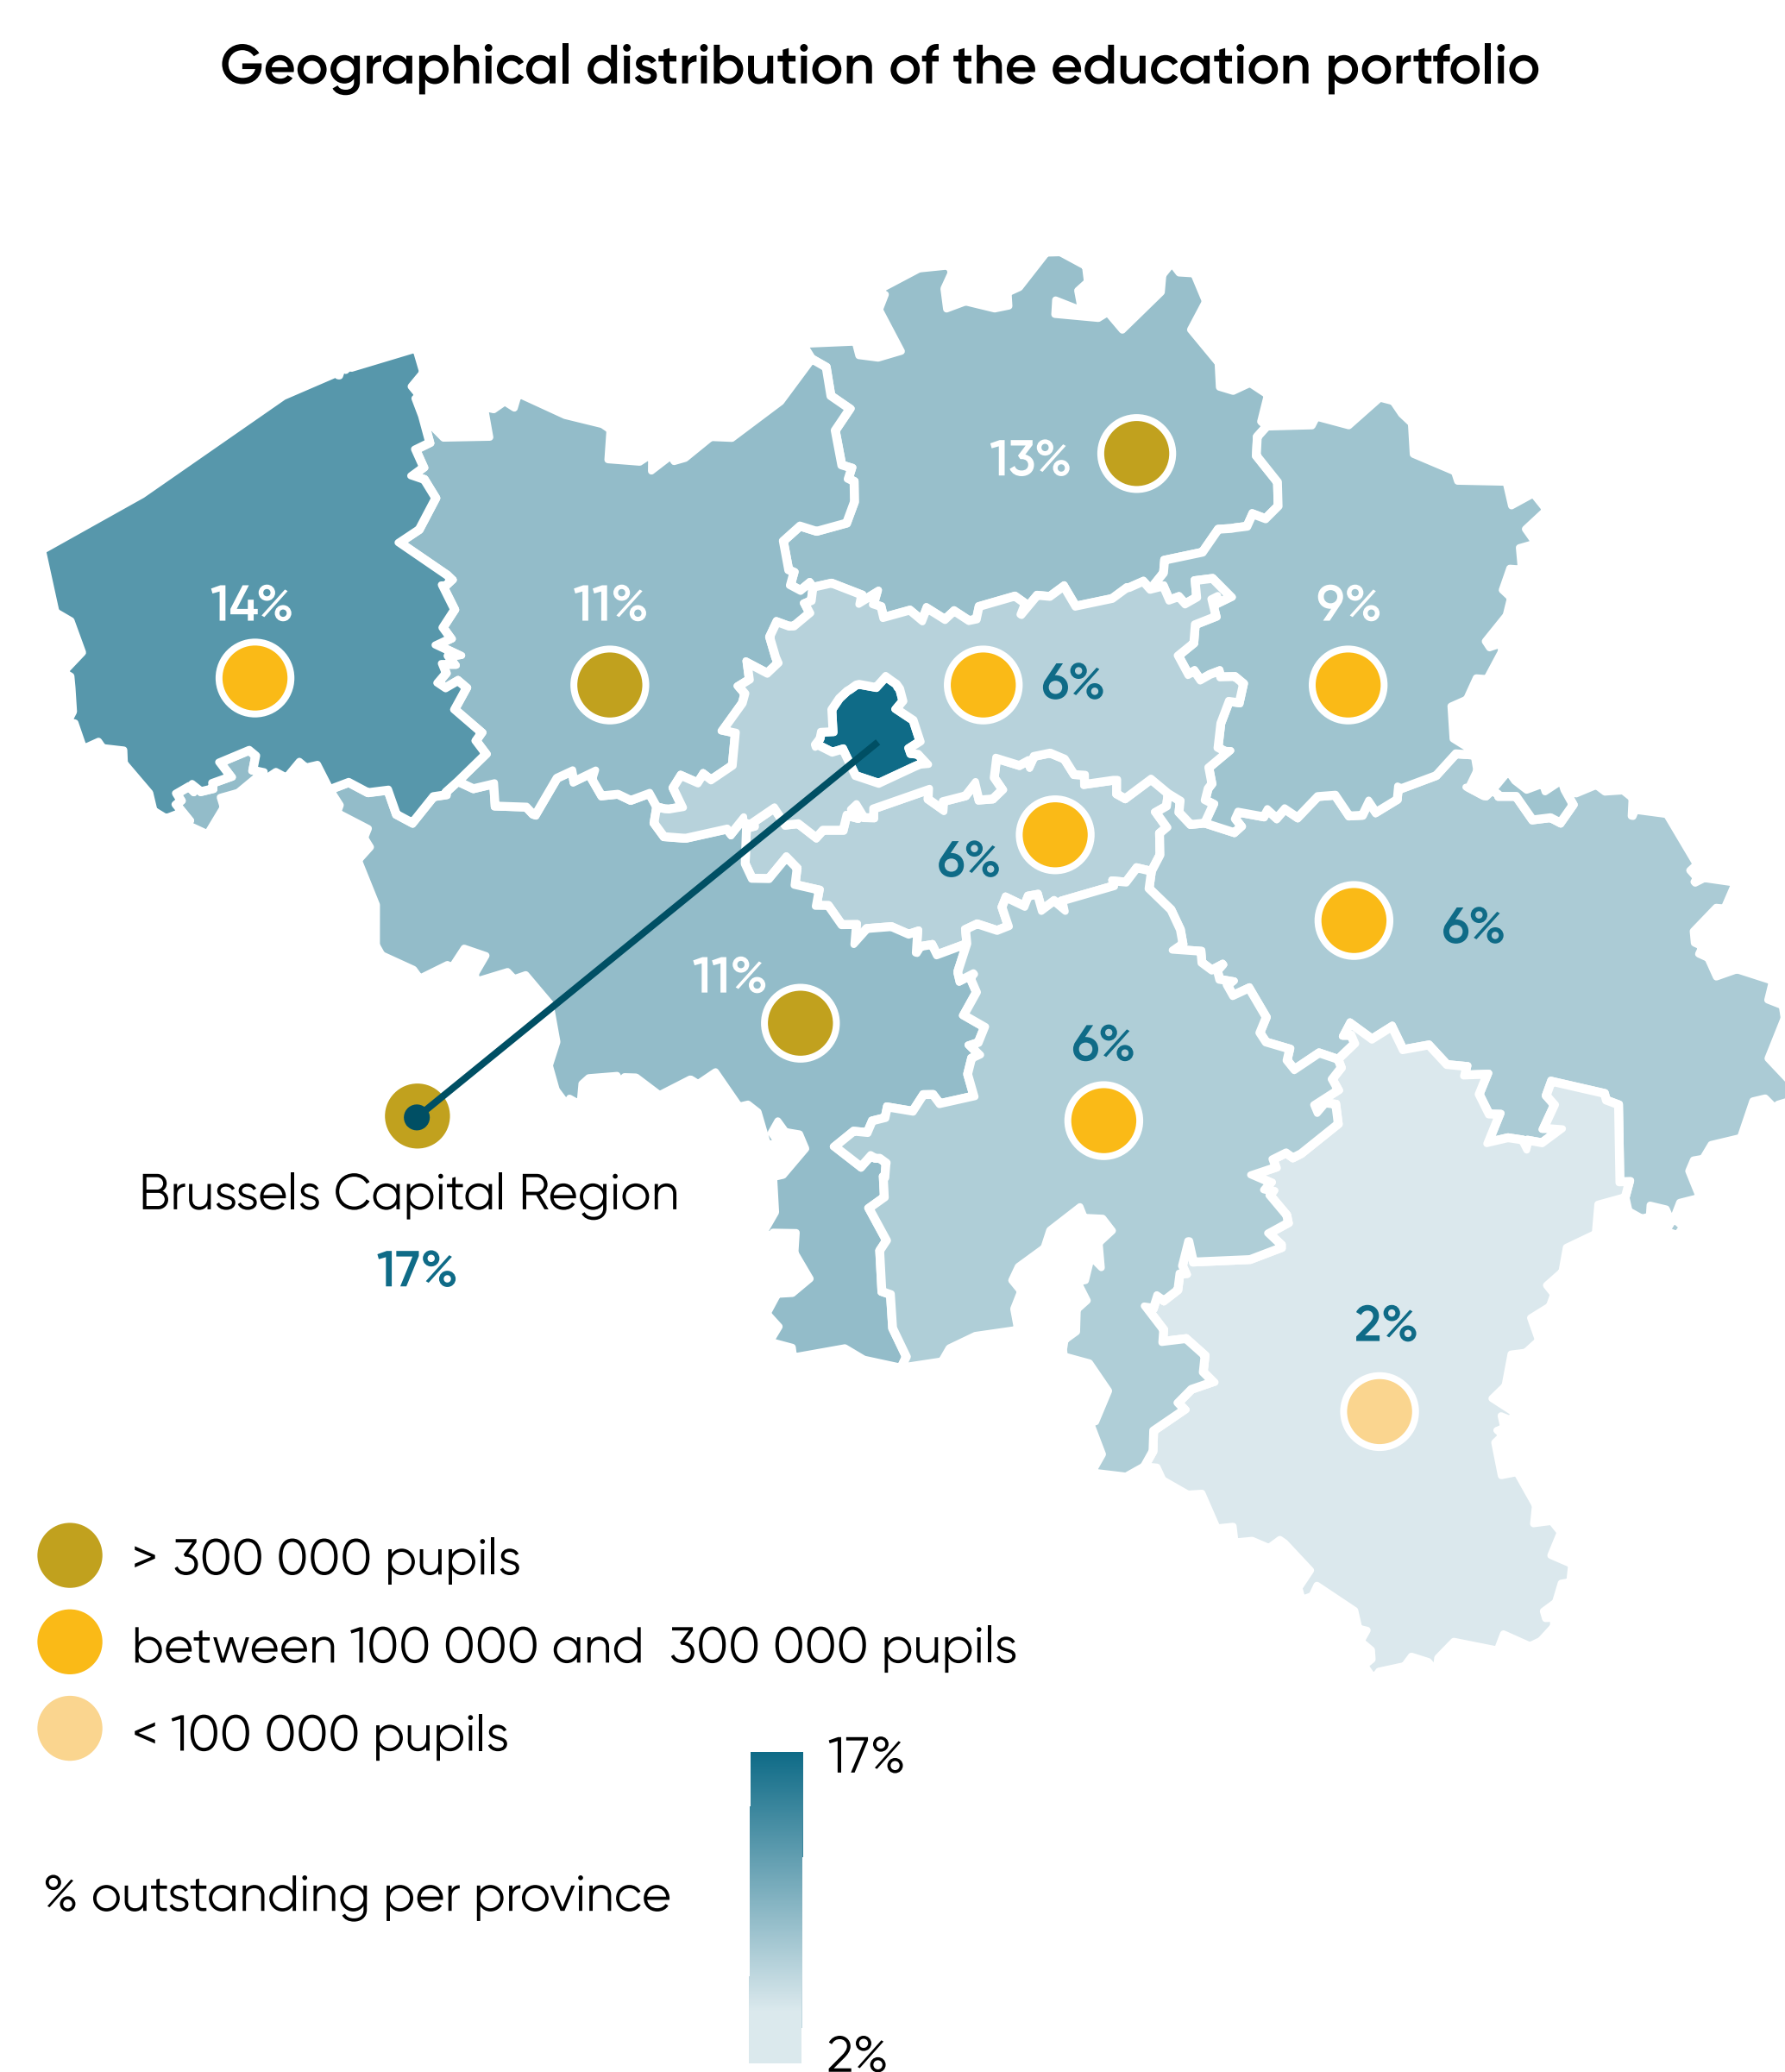 Geographical distribution of the education portfolio
13%
14%
11%
9%
6%
6%
6%
11%
6%
Brussels Capital Region
17%
2%
> 300 000 pupils
between 100 000 and 300 000 pupils
< 100 000 pupils
17%
% outstanding per province
2%